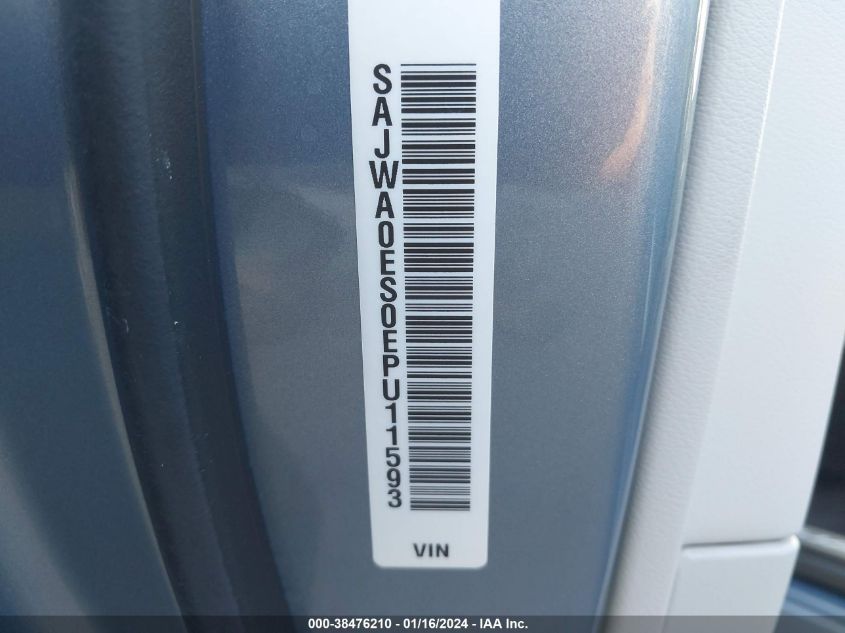 SAJWA0ES0EPU11593
VIN
000-38476210 - 01/16/2024 - IAA Inc.